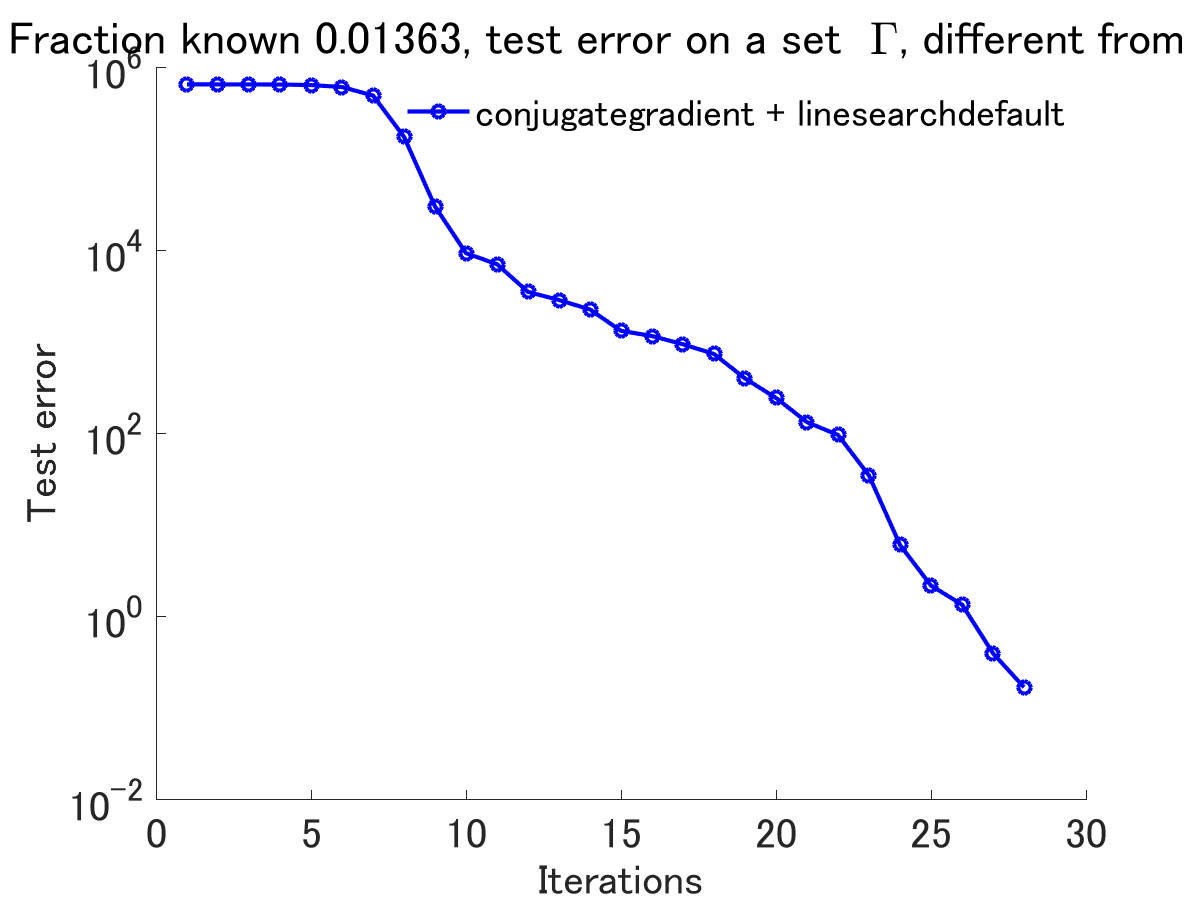 Fraction known 0.01363, test error on a set Γ, different from
conjugategradient + linesearchdefault
10^6
10^4
10^2
10^0
10^-2
Test error
0 5 10 15 20 25 30
Iterations